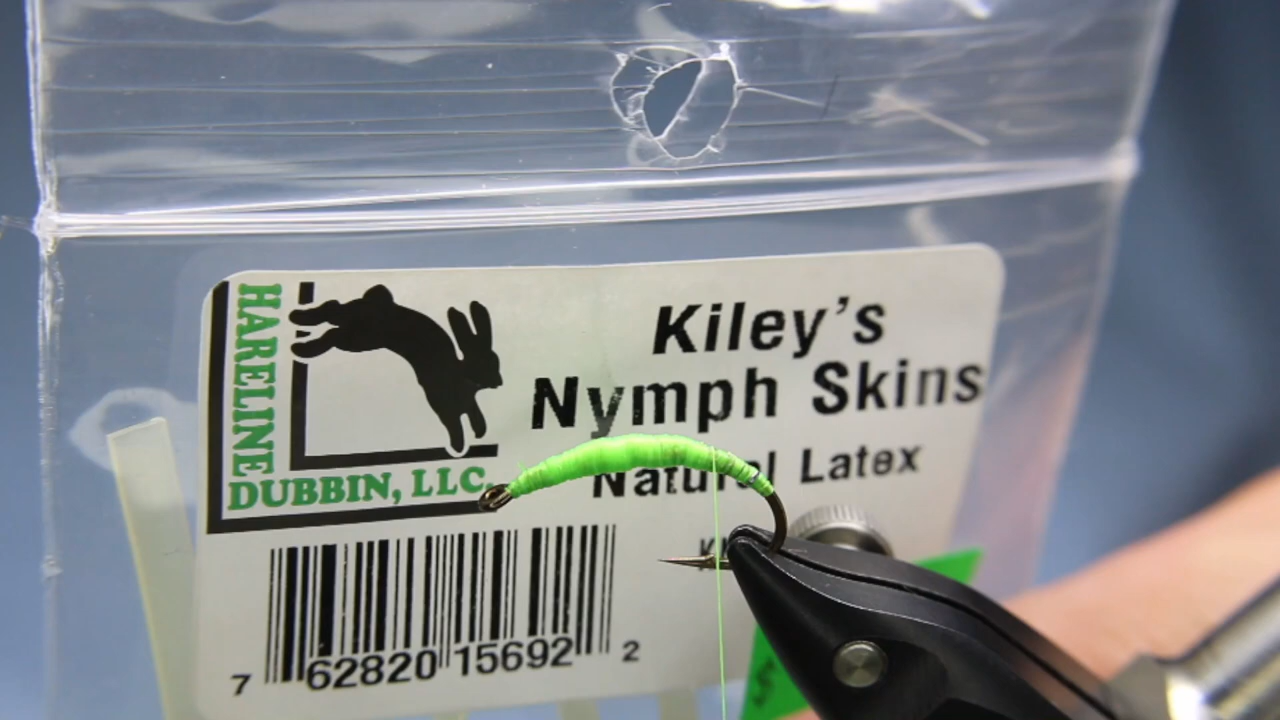 HARELINE
DUBBIN, LLC.
Kiley's
Nymph Skins
Natural Latex
7 62820 15692 2